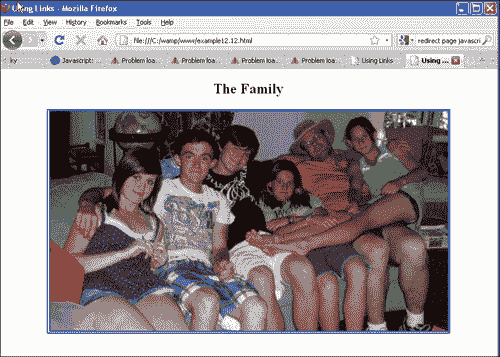 Using Links - Mozilla Firefox
File Edit View History Bookmarks Tools Help
file:///C:/wamp/www/example12.12.html
redirect page javascri
ky Javascript: ... Problem loa... Problem loa... Problem loa... Problem loa... Using Links Using ...
The Family